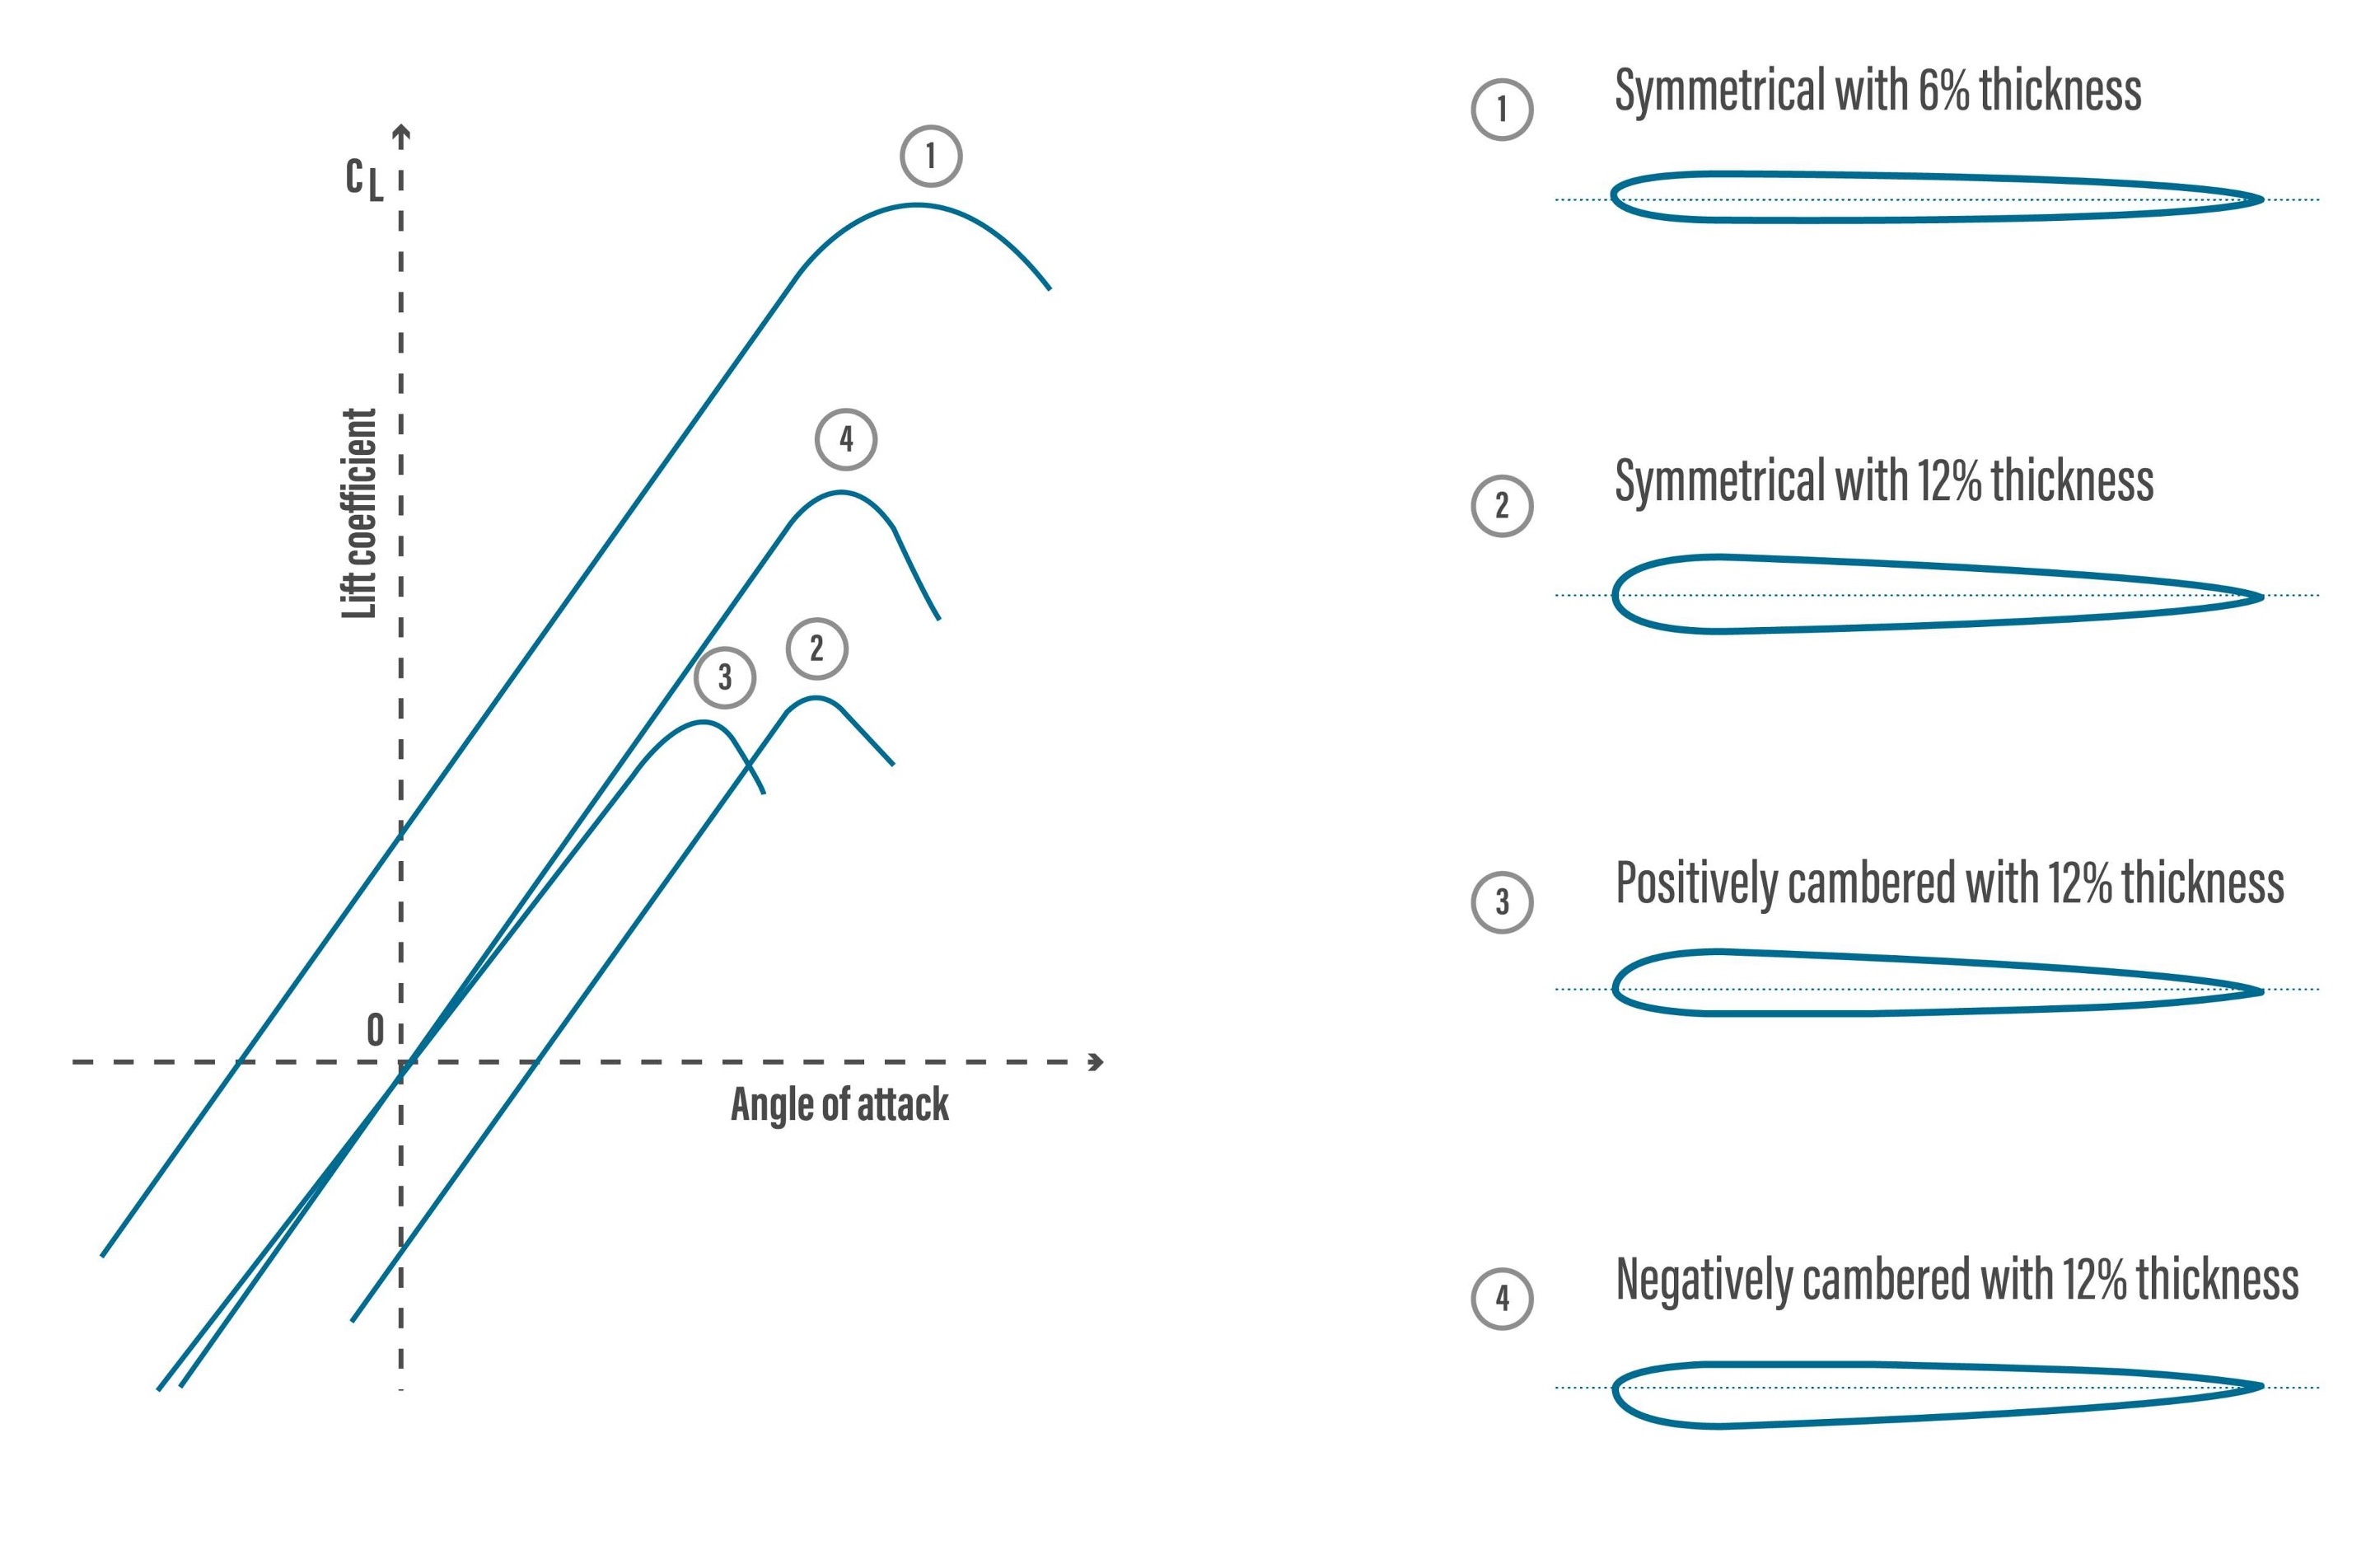 CL
Lift coefficient
0
Angle of attack
1
4
2
3
1
Symmetrical with 6% thickness
2
Symmetrical with 12% thickness
3
Positively cambered with 12% thickness
4
Negatively cambered with 12% thickness